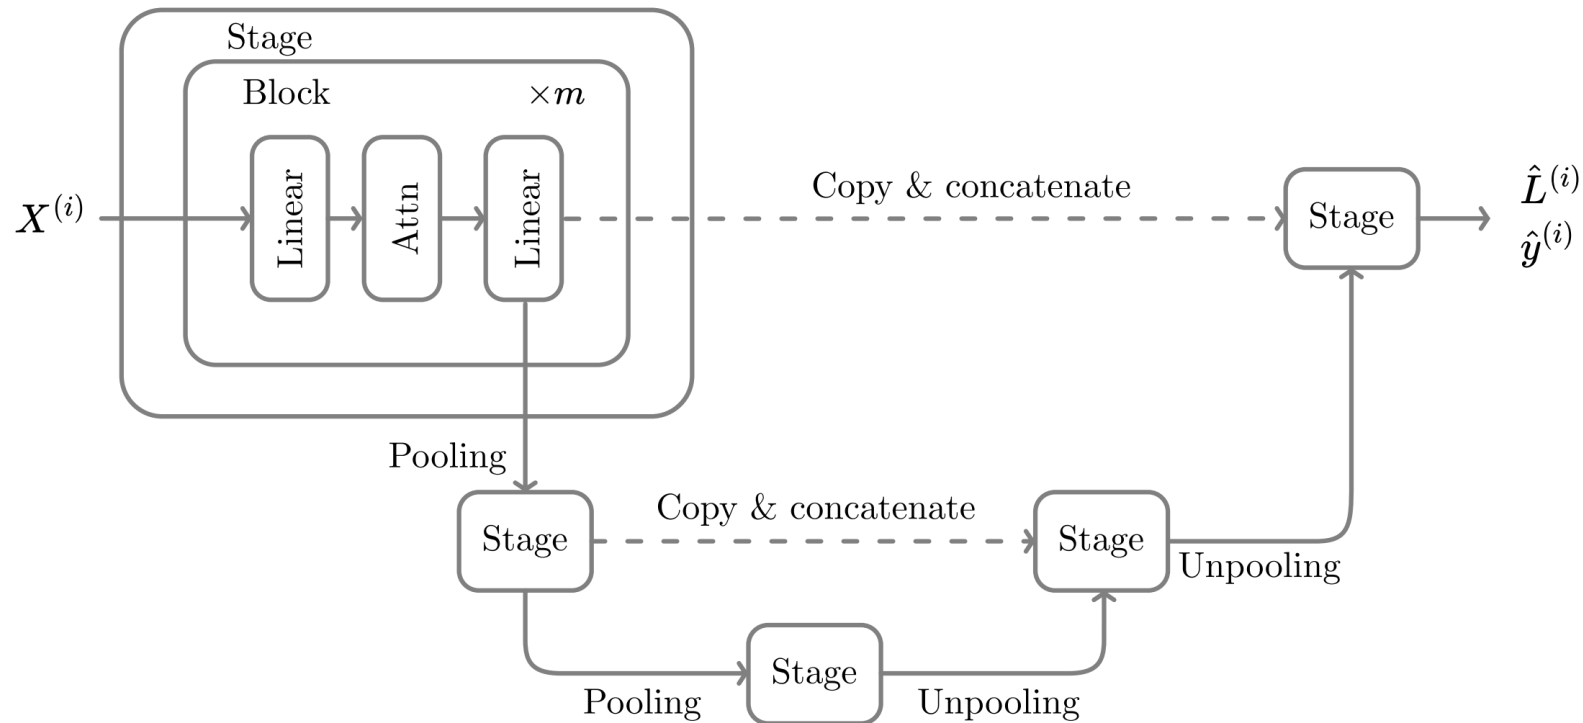 Stage
Block ×m
Linear
Attn
Linear
X^(i)
Copy & concatenate
Stage
L̂^(i)
ŷ^(i)
Pooling
Stage
Copy & concatenate
Stage
Unpooling
Stage
Pooling
Unpooling